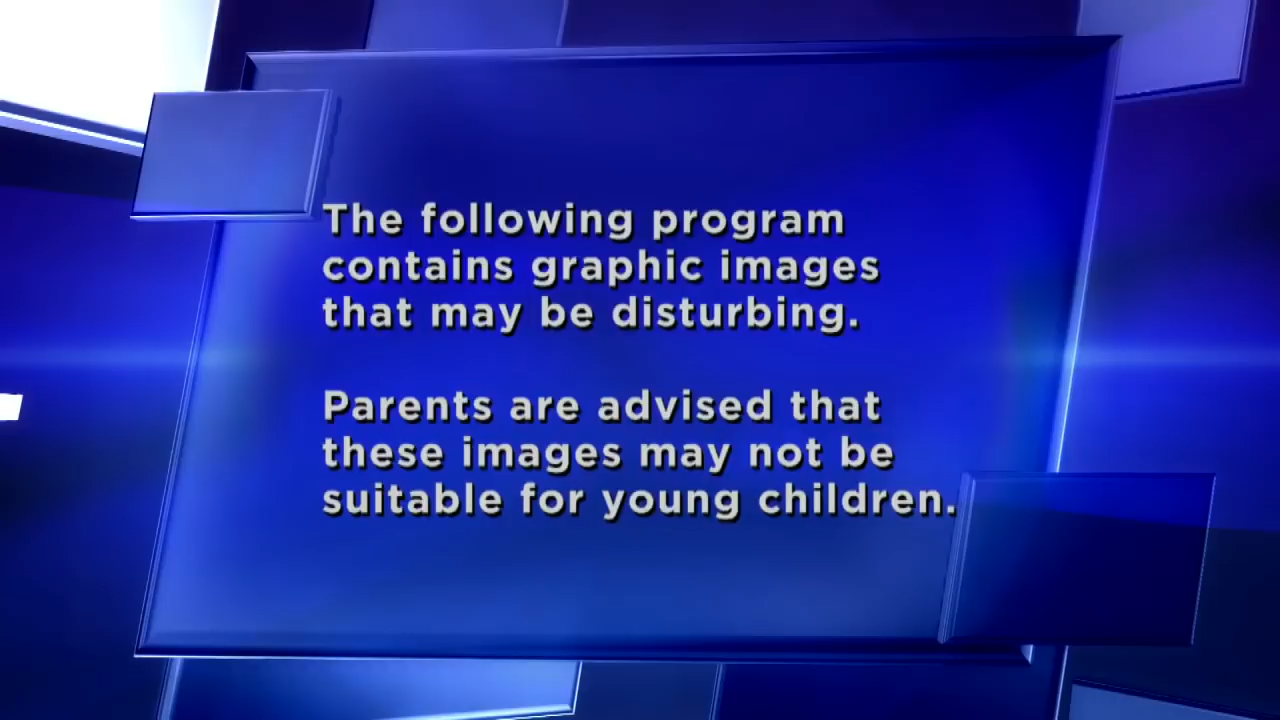 The following program
contains graphic images
that may be disturbing.
Parents are advised that
these images may not be
suitable for young children.